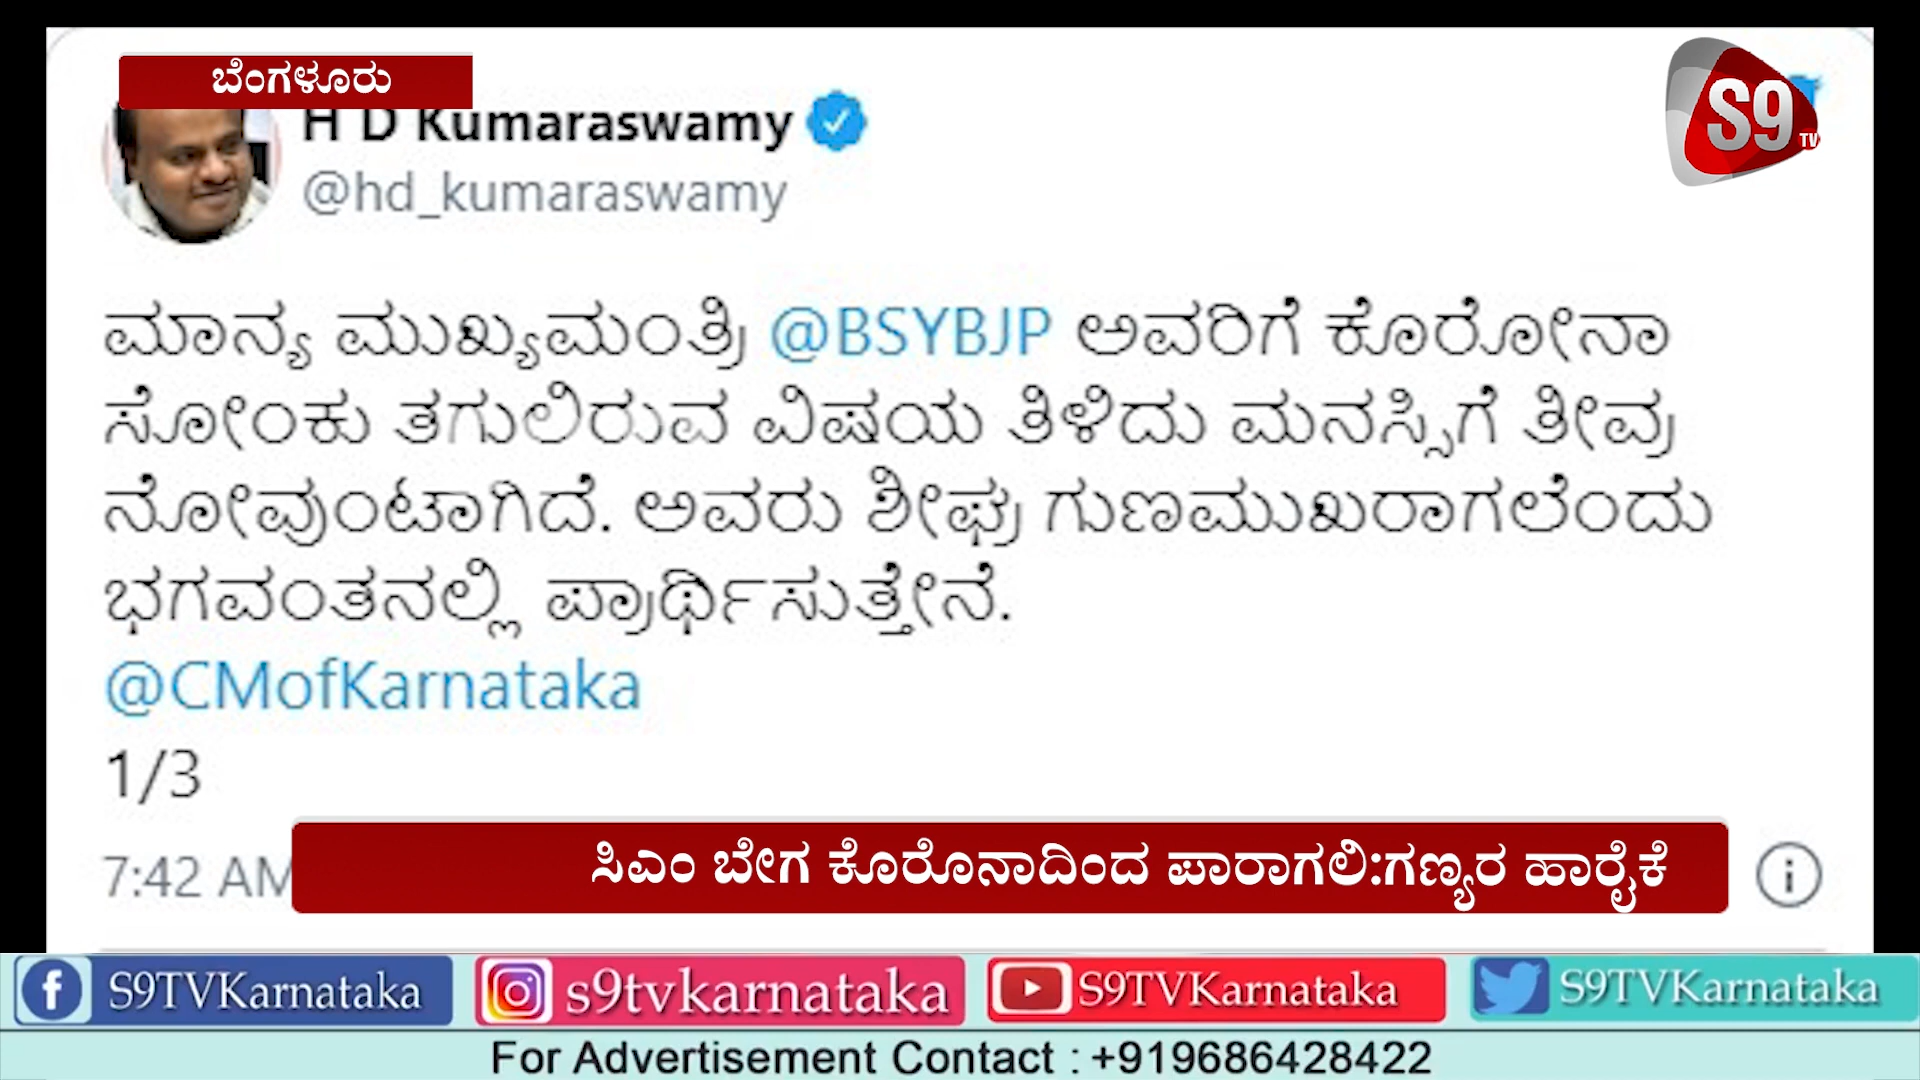 ಬೆಂಗಳೂರು
S9 TV
H D Kumaraswamy
@hd_kumaraswamy
ಮಾನ್ಯ ಮುಖ್ಯಮಂತ್ರಿ @BSYBJP ಅವರಿಗೆ ಕೊರೋನಾ
ಸೋಂಕು ತಗುಲಿರುವ ವಿಷಯ ತಿಳಿದು ಮನಸ್ಸಿಗೆ ತೀವ್ರ
ನೋವುಂಟಾಗಿದೆ. ಅವರು ಶೀಘ್ರ ಗುಣಮುಖರಾಗಲೆಂದು
ಭಗವಂತನಲ್ಲಿ ಪ್ರಾರ್ಥಿಸುತ್ತೇನೆ.
@CMofKarnataka
1/3
7:42 AM
ಸಿಎಂ ಬೇಗ ಕೊರೊನಾದಿಂದ ಪಾರಾಗಲಿ:ಗಣ್ಯರ ಹಾರೈಕೆ
S9TVKarnataka s9tvkarnataka S9TVKarnataka S9TVKarnataka
For Advertisement Contact : +919686428422